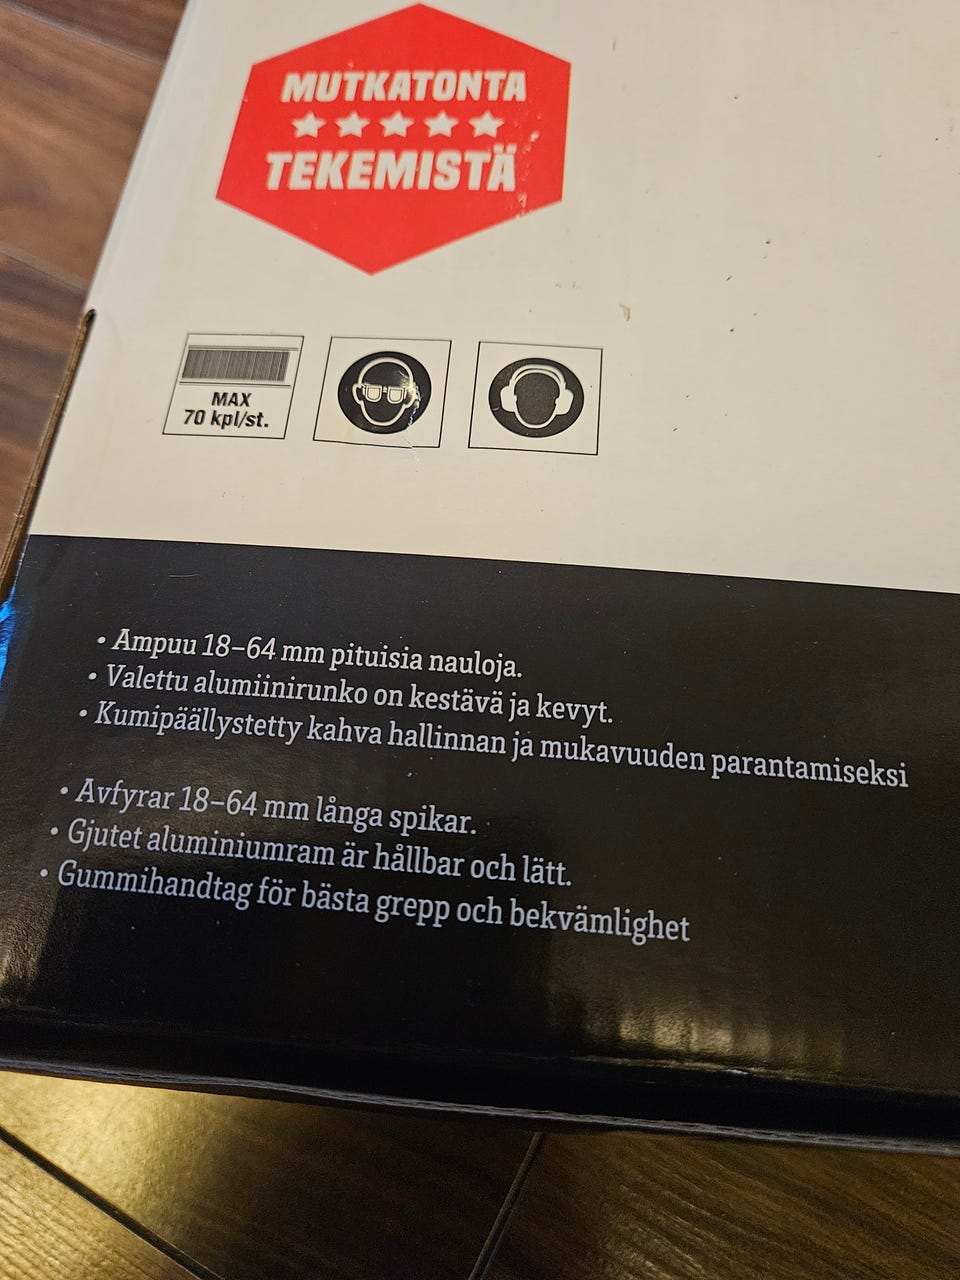 MUTKATONTA
TEKEMISTÄ
MAX
70 kpl/st.
• Ampuu 18–64 mm pituisia nauloja.
• Valettu alumiinirunko on kestävä ja kevyt.
• Kumipäällystetty kahva hallinnan ja mukavuuden parantamiseksi
• Avfyrar 18–64 mm långa spikar.
• Gjutet aluminiumram är hållbar och lätt.
• Gummihandtag för bästa grepp och bekvämlighet